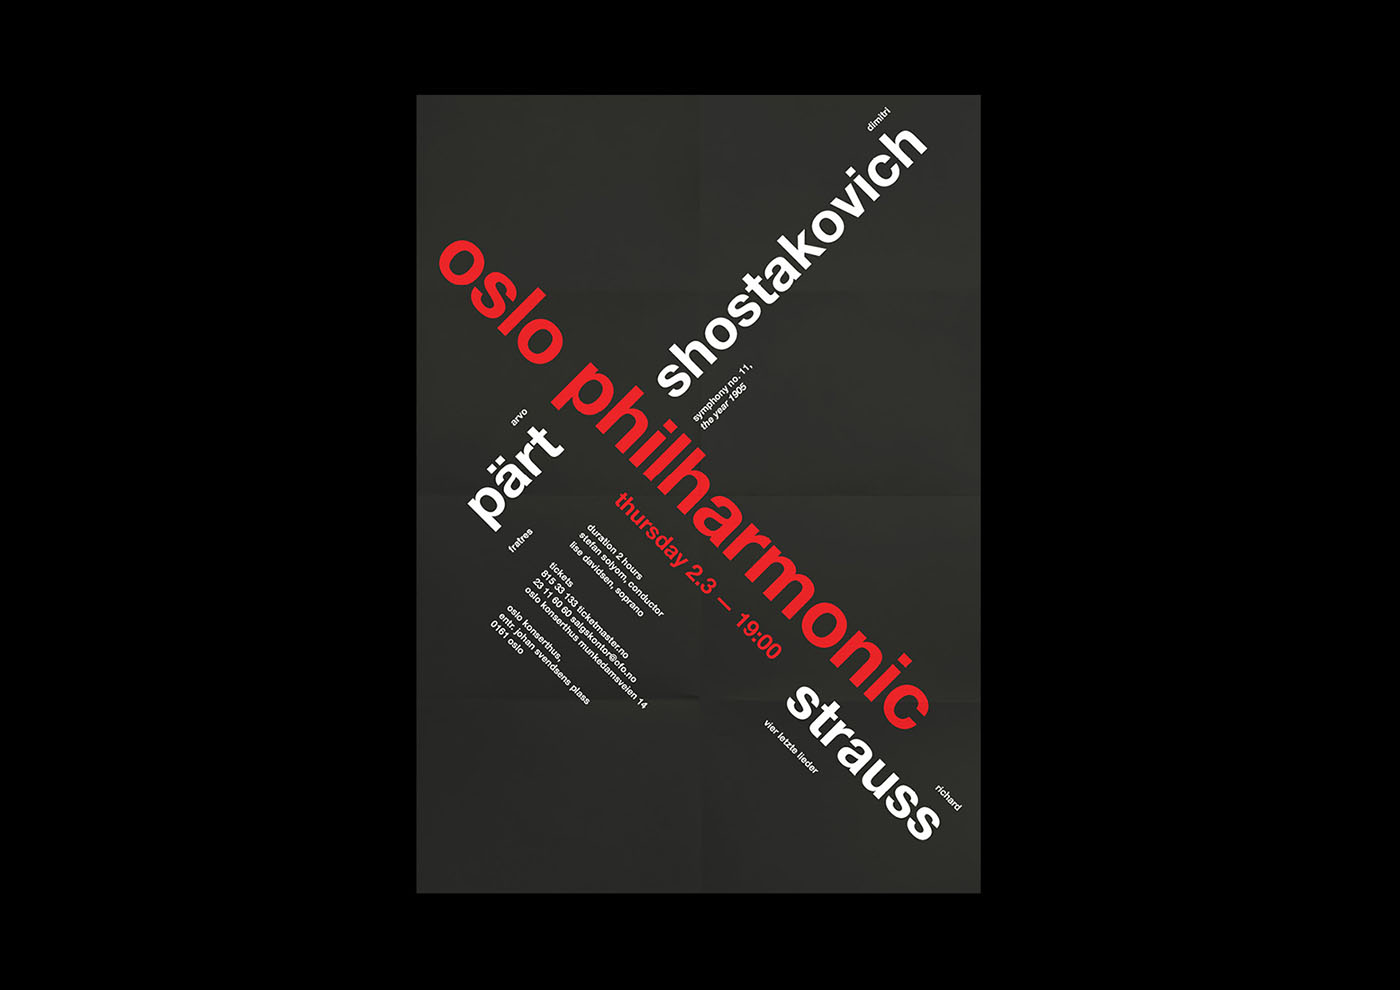 dimitri
shostakovich
symphony no. 11,
the year 1905
oslo philharmonic
thursday 2.3 — 19:00
arvo
pärt
fratres
duration 2 hours
stefan solyom, conductor
lise davidsen, soprano
tickets
815 33 133 ticketmaster.no
23 11 60 60 salgskontor@ofo.no
oslo konserthus munkedamsveien 14
oslo konserthus,
entr. johan svendsens plass
0161 oslo
richard
strauss
vier letzte lieder